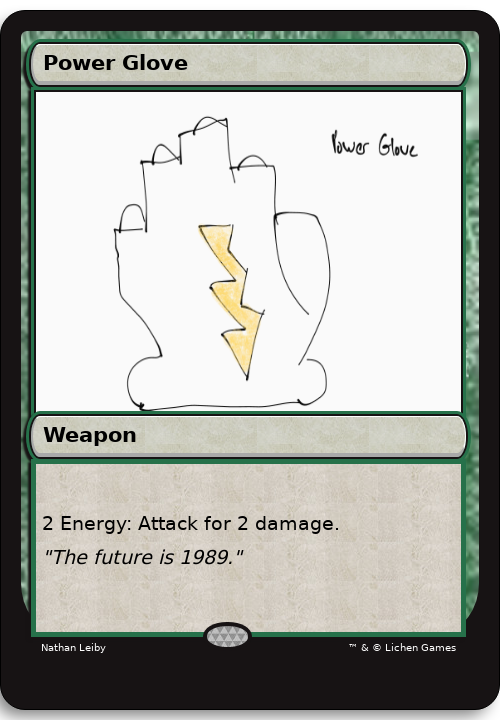 Power Glove
Power Glove
Weapon
2 Energy: Attack for 2 damage.
"The future is 1989."
Nathan Leiby
™ & © Lichen Games